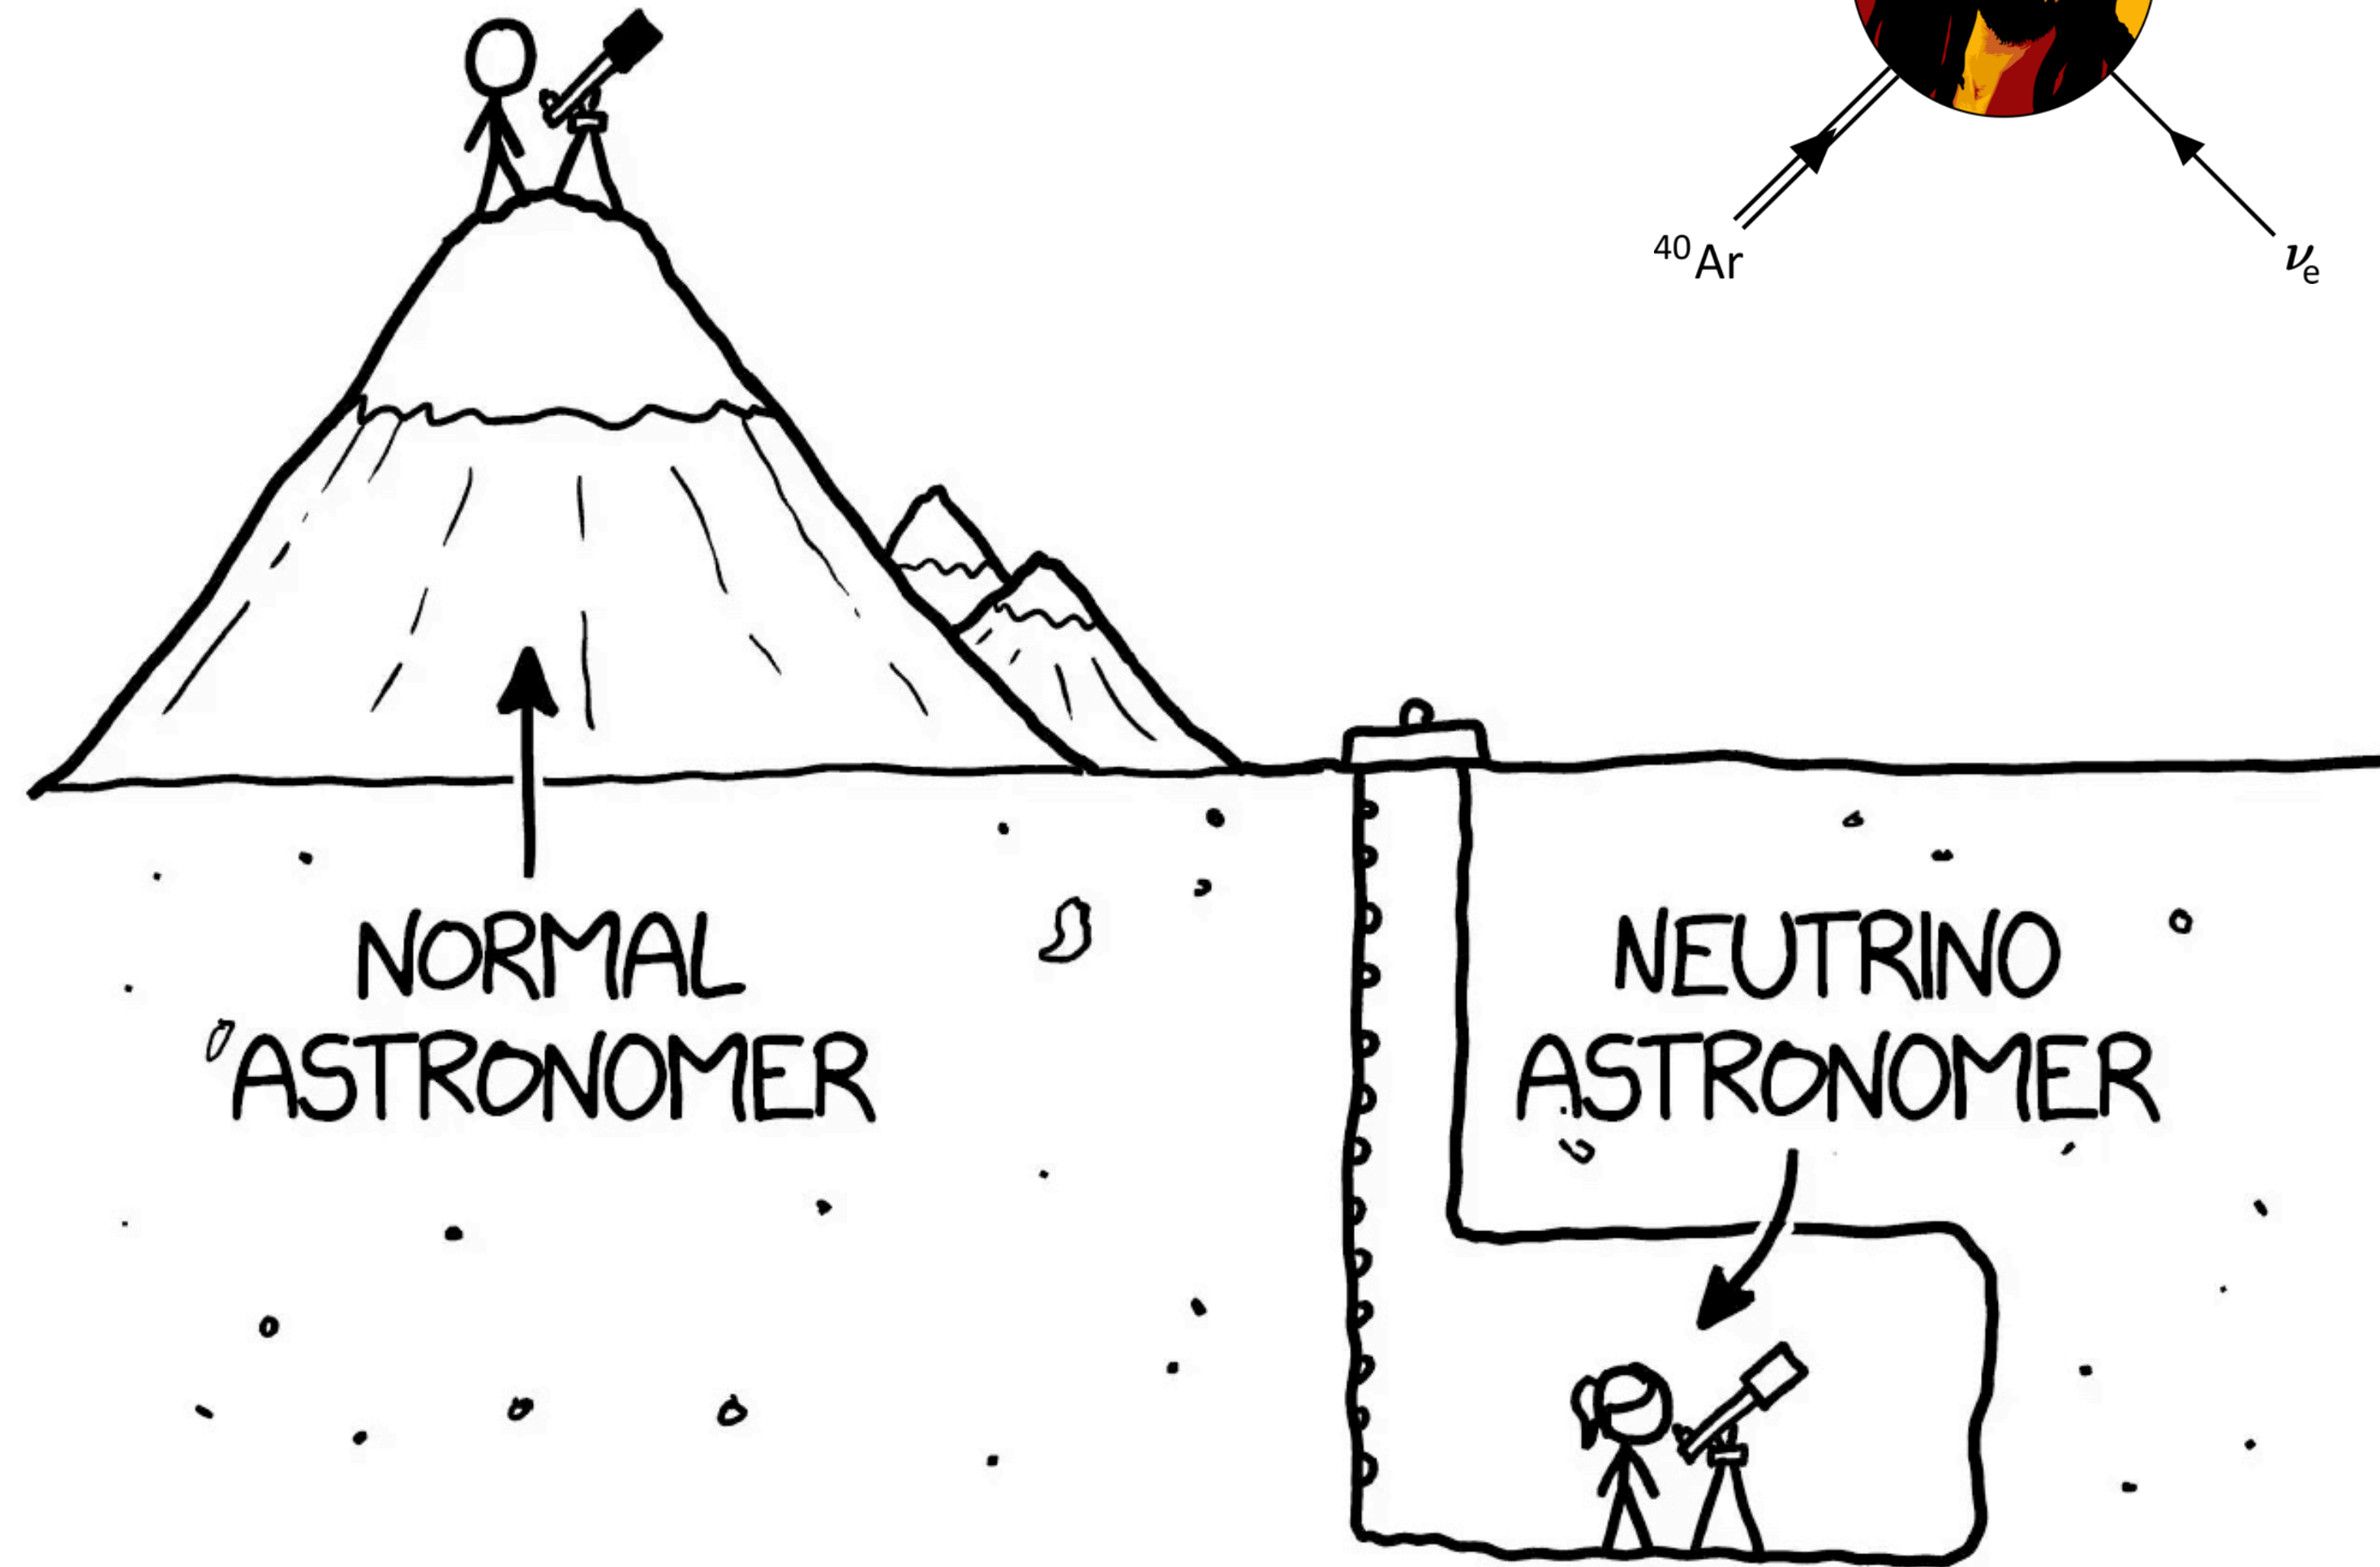 ⁴⁰Ar
νₑ
NORMAL
ASTRONOMER
NEUTRINO
ASTRONOMER